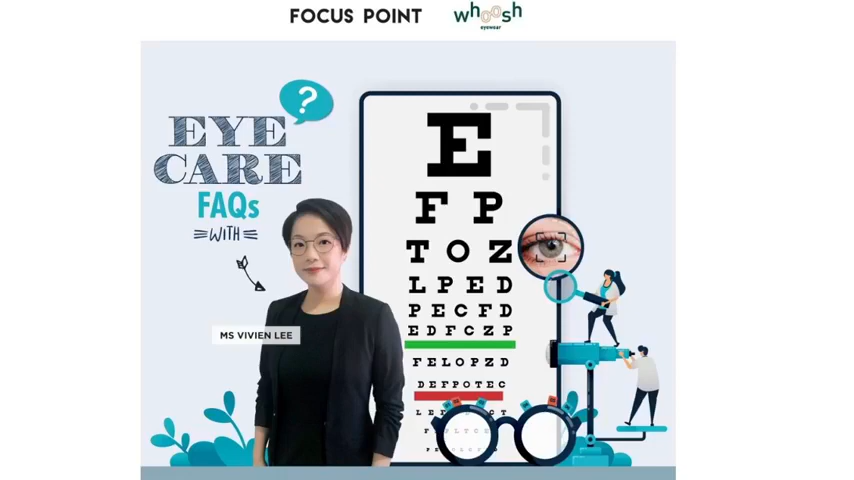 FOCUS POINT
whoosh
eyewear
?
EYE
CARE
FAQs
WITH
MS VIVIEN LEE
E
F P
T O Z
L P E D
P E C F D
E D F C Z P
F E L O P Z D
D E F P O T E C